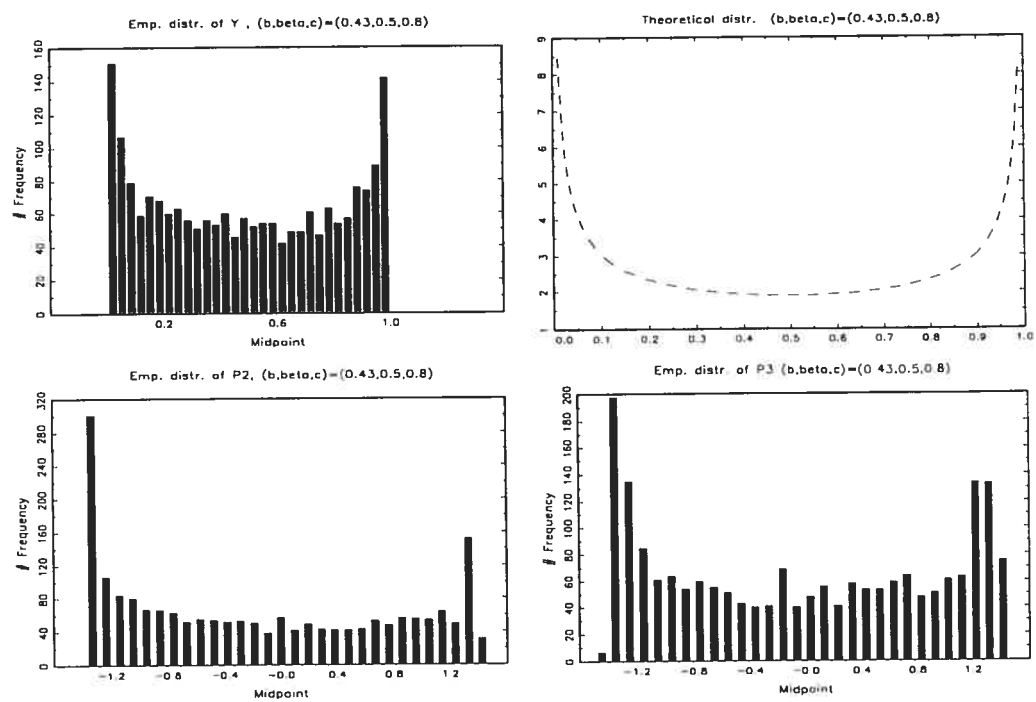 Emp. distr. of Y , (b,beta,c)=(0.43,0.5,0.8)
# Frequency
160
140
120
100
80
60
40
20
0
0.2 0.6 1.0
Midpoint
Theoretical distr. (b,beta,c)=(0.43,0.5,0.8)
9
8
7
6
5
4
3
2
1
0.0 0.1 0.2 0.3 0.4 0.5 0.6 0.7 0.8 0.9 1.0
Emp. distr. of P2, (b,beta,c)=(0.43,0.5,0.8)
# Frequency
320
280
240
200
160
120
80
40
0
-1.2 -0.8 -0.4 -0.0 0.4 0.8 1.2
Midpoint
Emp. distr. of P3 (b,beta,c)=(0 43,0.5,0.8)
# Frequency
200
180
160
140
120
100
80
60
40
20
0
-1.2 -0.8 -0.4 -0.0 0.4 0.8 1.2
Midpoint